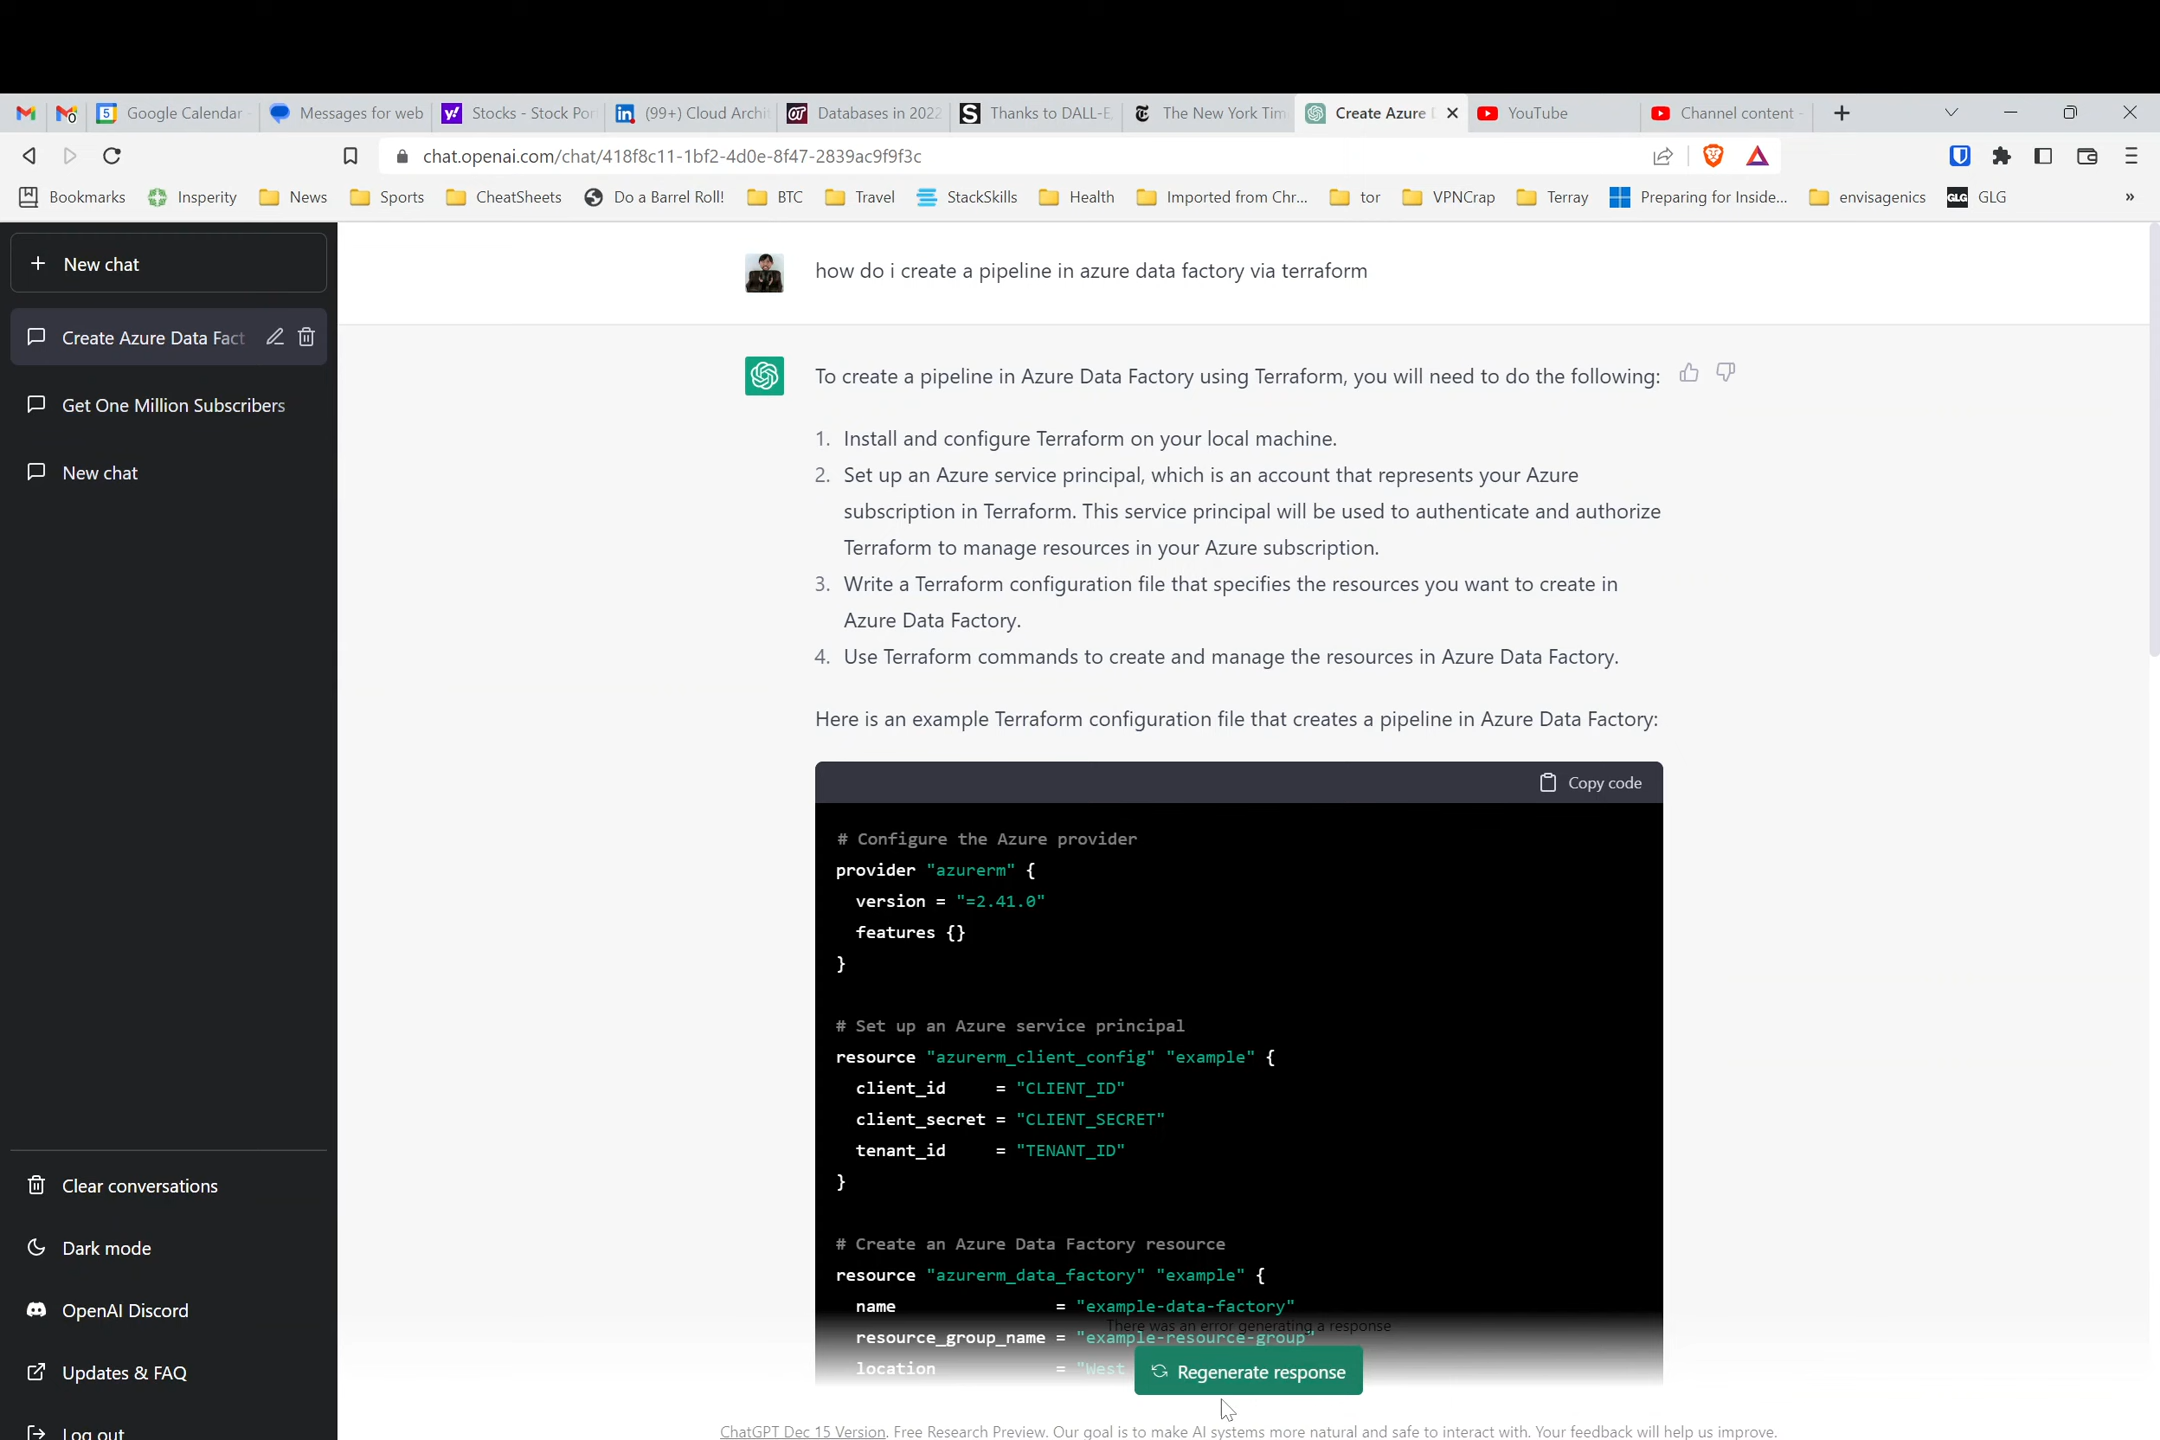 Google Calendar
Messages for web
Stocks - Stock Por
(99+) Cloud Archi
Databases in 2022
Thanks to DALL-E
The New York Tim
Create Azure
YouTube
Channel content -
chat.openai.com/chat/418f8c11-1bf2-4d0e-8f47-2839ac9f9f3c
Bookmarks
Insperity
News
Sports
CheatSheets
Do a Barrel Roll!
BTC
Travel
StackSkills
Health
Imported from Chr...
tor
VPNCrap
Terray
Preparing for Inside...
envisagenics
GLG
GLG
»
+ New chat
Create Azure Data Fact
Get One Million Subscribers
New chat
Clear conversations
Dark mode
OpenAI Discord
Updates & FAQ
Log out
how do i create a pipeline in azure data factory via terraform
To create a pipeline in Azure Data Factory using Terraform, you will need to do the following:
1. Install and configure Terraform on your local machine.
2. Set up an Azure service principal, which is an account that represents your Azure
subscription in Terraform. This service principal will be used to authenticate and authorize
Terraform to manage resources in your Azure subscription.
3. Write a Terraform configuration file that specifies the resources you want to create in
Azure Data Factory.
4. Use Terraform commands to create and manage the resources in Azure Data Factory.
Here is an example Terraform configuration file that creates a pipeline in Azure Data Factory:
Copy code
# Configure the Azure provider
provider "azurerm" {
version = "=2.41.0"
features {}
}
# Set up an Azure service principal
resource "azurerm_client_config" "example" {
client_id = "CLIENT_ID"
client_secret = "CLIENT_SECRET"
tenant_id = "TENANT_ID"
}
# Create an Azure Data Factory resource
resource "azurerm_data_factory" "example" {
name = "example-data-factory"
There was an error generating a response
resource_group_name = "example-resource-group"
location = "West
Regenerate response
ChatGPT Dec 15 Version. Free Research Preview. Our goal is to make AI systems more natural and safe to interact with. Your feedback will help us improve.